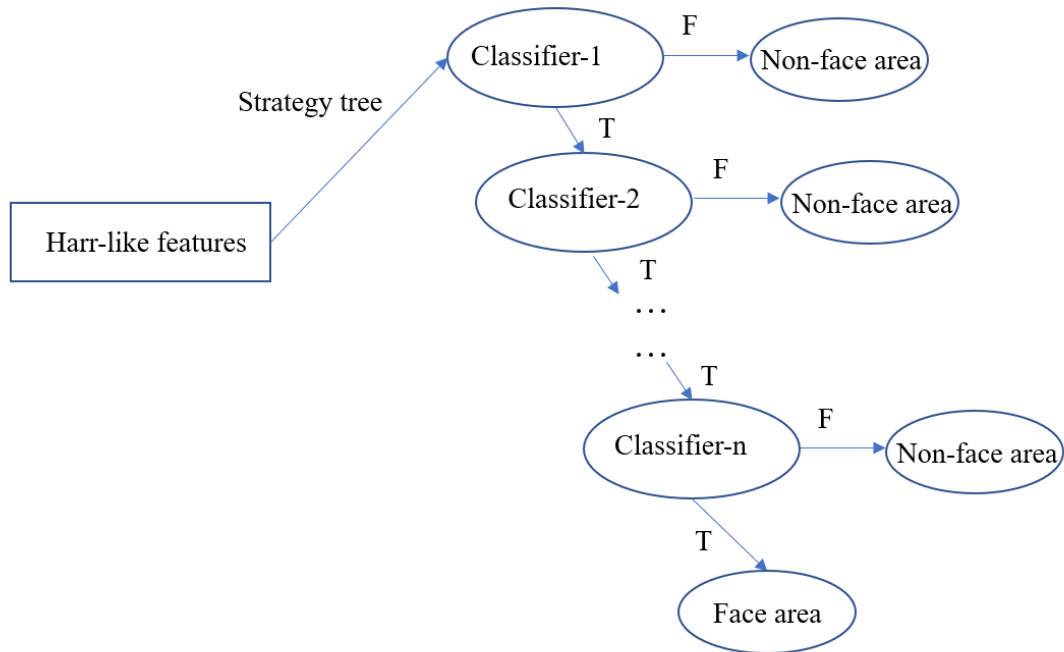 Classifier-1
F
Non-face area
Strategy tree
T
Classifier-2
F
Non-face area
Harr-like features
T
...
...
T
Classifier-n
F
Non-face area
T
Face area